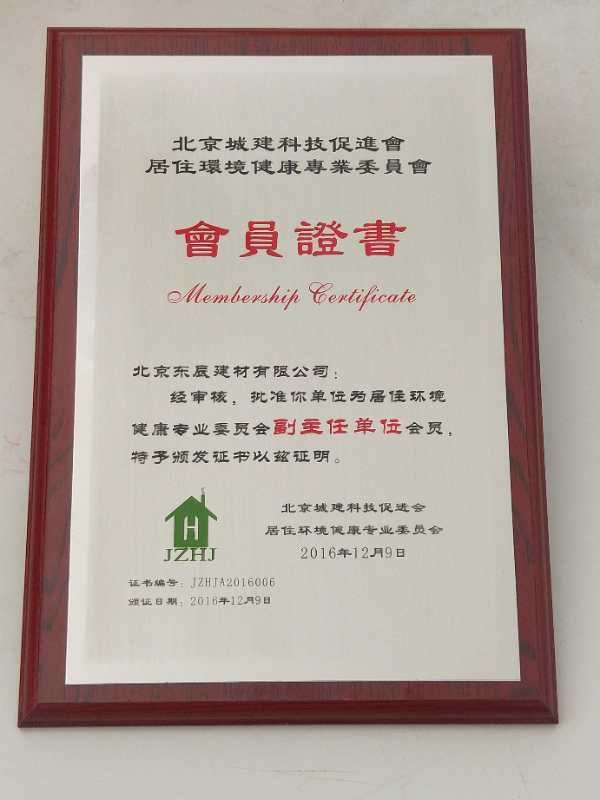 北京城建科技促進會
居住環境健康專業委員會
會員證書
Membership Certificate
北京东晟建材有限公司：
经审核，批准你单位为居住环境
健康专业委员会副主任单位会员，
特予颁发证书以兹证明。
H
JZHJ
北京城建科技促进会
居住环境健康专业委员会
2016年12月9日
证书编号：JZHJA2016006
颁证日期：2016年12月9日